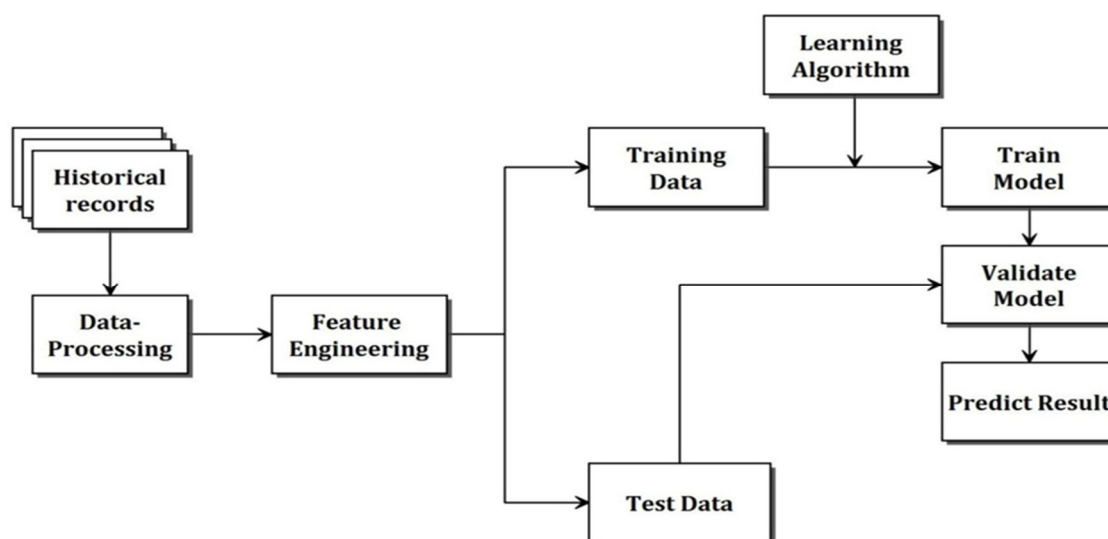 Learning
Algorithm
Historical
records
Training
Data
Train
Model
Data-
Processing
Feature
Engineering
Validate
Model
Predict Result
Test Data